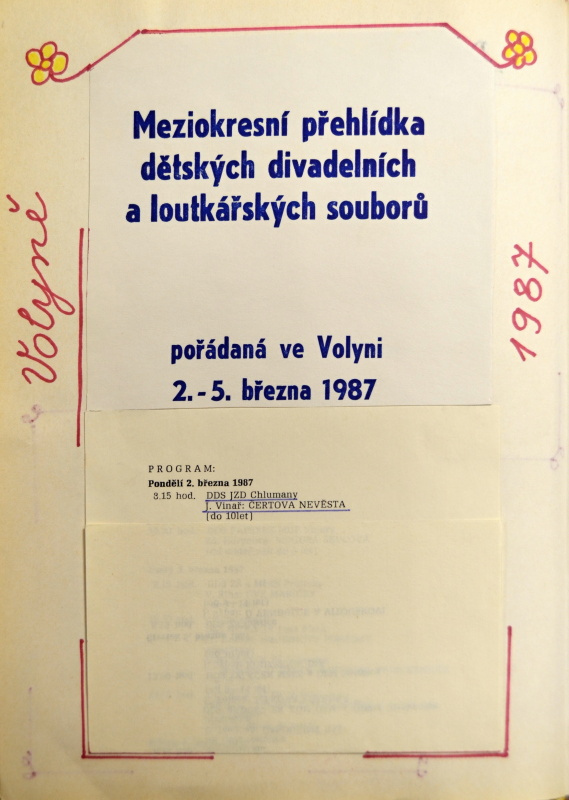 Meziokresní přehlídka
dětských divadelních
a loutkářských souborů
Volyně
1987
pořádaná ve Volyni
2.-5. března 1987
PROGRAM:
Pondělí 2. března 1987
8.15 hod. DDS JZD Chlumany
J. Vinař: ČERTOVA NEVĚSTA
(do 10let)